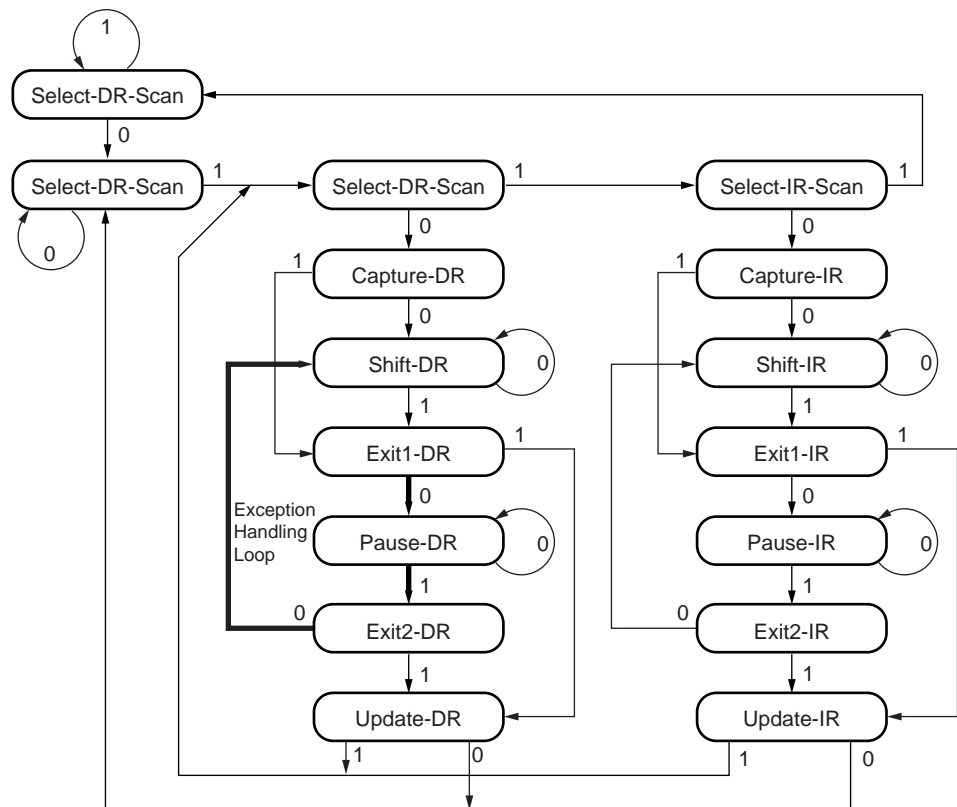 1
Select-DR-Scan
0
Select-DR-Scan
1
Select-DR-Scan
1
Select-IR-Scan
1
0
0
0
1
Capture-DR
1
Capture-IR
0
0
Shift-DR
0
Shift-IR
0
1
1
Exit1-DR
1
Exit1-IR
1
0
0
Exception
Handling
Loop
Pause-DR
0
Pause-IR
0
1
1
0
Exit2-DR
0
Exit2-IR
1
1
Update-DR
Update-IR
1
0
1
0